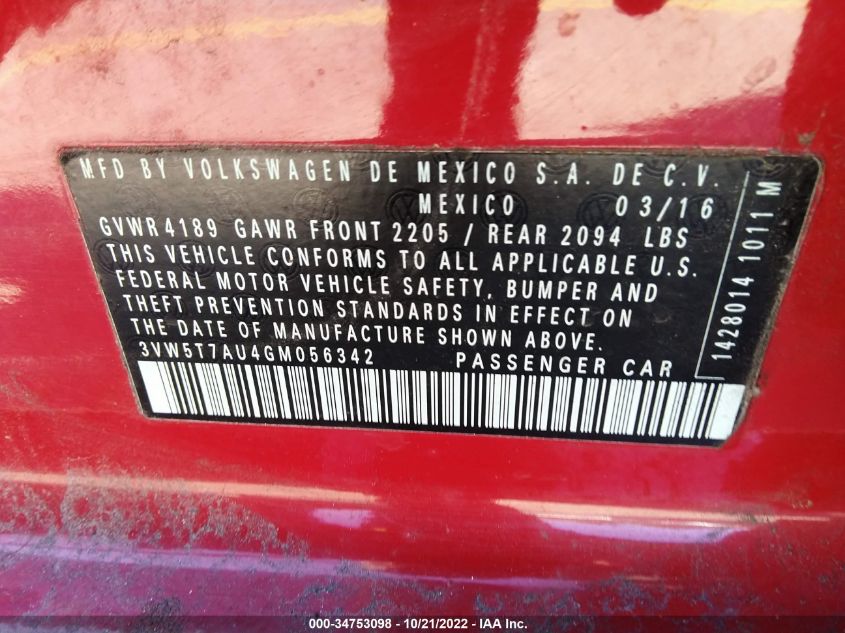 MFD BY VOLKSWAGEN DE MEXICO S.A. DE C.V.
MEXICO 03/16
GVWR 4189 GAWR FRONT 2205 / REAR 2094 LBS
THIS VEHICLE CONFORMS TO ALL APPLICABLE U.S.
FEDERAL MOTOR VEHICLE SAFETY, BUMPER AND
THEFT PREVENTION STANDARDS IN EFFECT ON
THE DATE OF MANUFACTURE SHOWN ABOVE.
3VW5T7AU4GM056342 PASSENGER CAR
1428014 1011 M
000-34753098 - 10/21/2022 - IAA Inc.